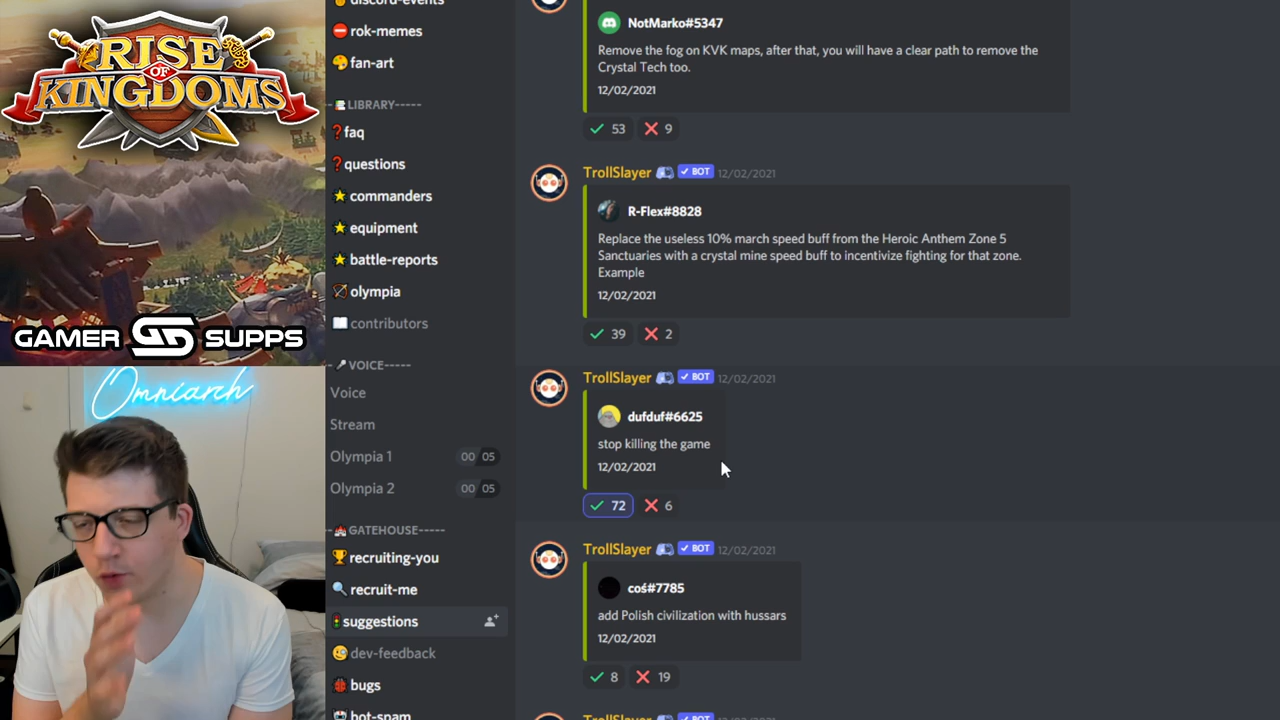 RISE
OF
KINGDOMS
GAMER GS SUPPS
Omniarch
discord-events
rok-memes
fan-art
LIBRARY-----
faq
questions
commanders
equipment
battle-reports
olympia
contributors
VOICE-----
Voice
Stream
Olympia 1 00 05
Olympia 2 00 05
GATEHOUSE-----
recruiting-you
recruit-me
suggestions
dev-feedback
bugs
bot-spam
NotMarko#5347
Remove the fog on KVK maps, after that, you will have a clear path to remove the
Crystal Tech too.
12/02/2021
53 9
TrollSlayer BOT 12/02/2021
R-Flex#8828
Replace the useless 10% march speed buff from the Heroic Anthem Zone 5
Sanctuaries with a crystal mine speed buff to incentivize fighting for that zone.
Example
12/02/2021
39 2
TrollSlayer BOT 12/02/2021
dufduf#6625
stop killing the game
12/02/2021
72 6
TrollSlayer BOT 12/02/2021
coś#7785
add Polish civilization with hussars
12/02/2021
8 19